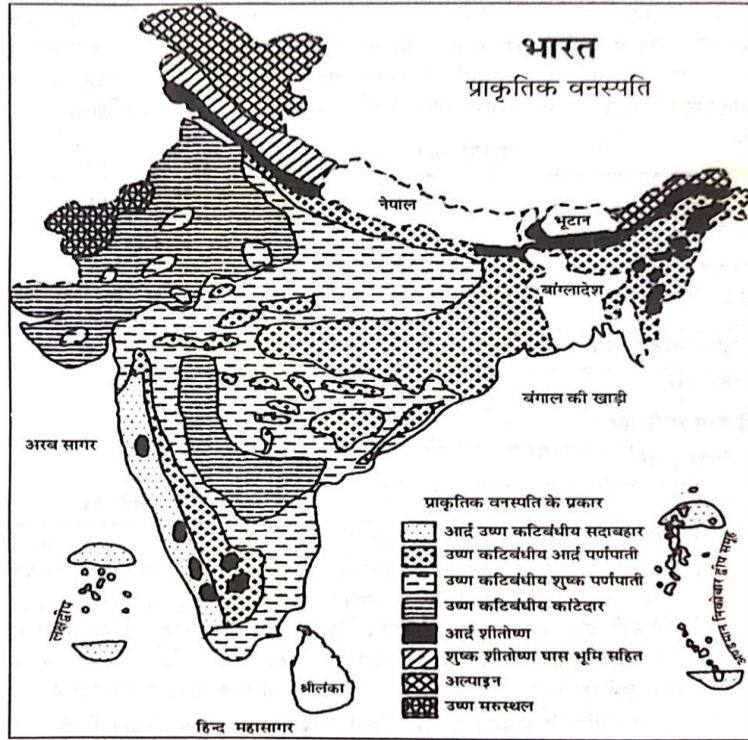 भारत
प्राकृतिक वनस्पति
नेपाल
भूटान
बांग्लादेश
बंगाल की खाड़ी
अरब सागर
प्राकृतिक वनस्पति के प्रकार
आर्द्र उष्ण कटिबंधीय सदाबहार
उष्ण कटिबंधीय आर्द्र पर्णपाती
उष्ण कटिबंधीय शुष्क पर्णपाती
उष्ण कटिबंधीय कांटेदार
आर्द्र शीतोष्ण
शुष्क शीतोष्ण घास भूमि सहित
अल्पाइन
उष्ण मरुस्थल
लक्षद्वीप
अण्डमान निकोबार द्वीप समूह
श्रीलंका
हिन्द महासागर